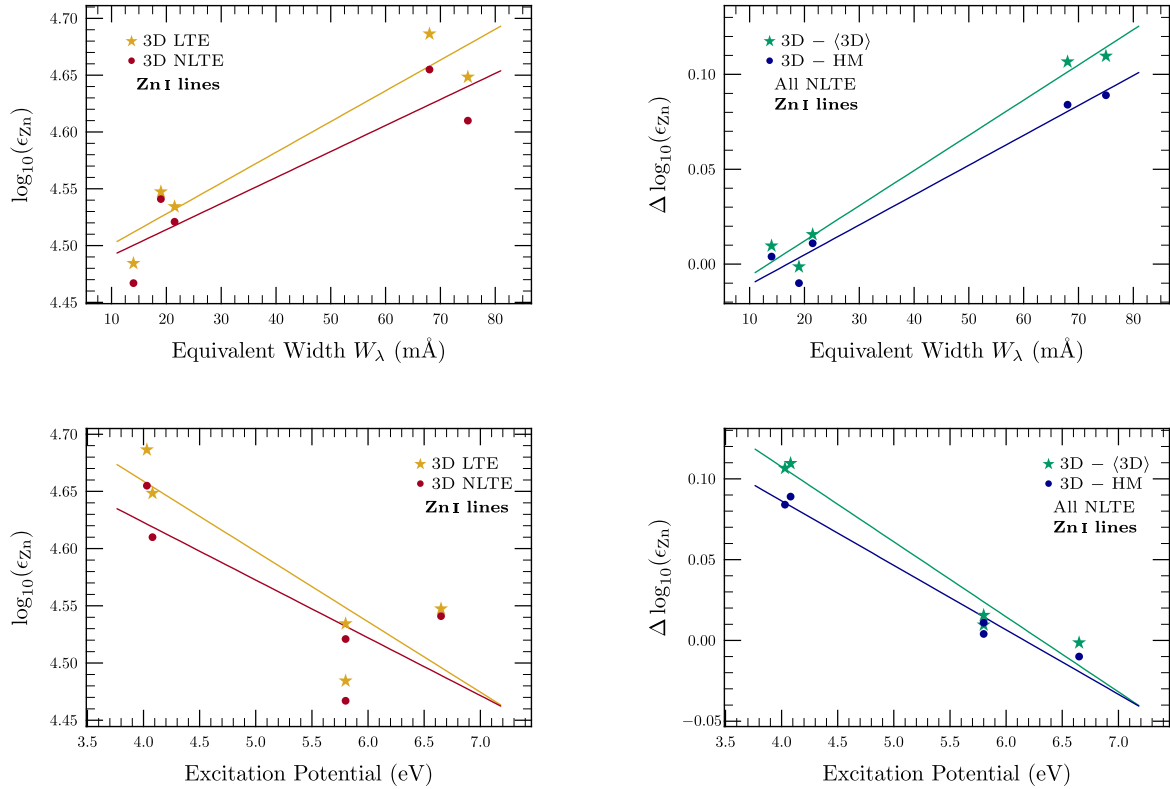 4.70
4.65
4.60
4.55
4.50
4.45
log10(ϵZn)
3D LTE
3D NLTE
Zn I lines
10 20 30 40 50 60 70 80
Equivalent Width Wλ (mÅ)
0.10
0.05
0.00
Δ log10(ϵZn)
3D − ⟨3D⟩
3D − HM
All NLTE
Zn I lines
10 20 30 40 50 60 70 80
Equivalent Width Wλ (mÅ)
4.70
4.65
4.60
4.55
4.50
4.45
log10(ϵZn)
3D LTE
3D NLTE
Zn I lines
3.5 4.0 4.5 5.0 5.5 6.0 6.5 7.0
Excitation Potential (eV)
0.10
0.05
0.00
−0.05
Δ log10(ϵZn)
3D − ⟨3D⟩
3D − HM
All NLTE
Zn I lines
3.5 4.0 4.5 5.0 5.5 6.0 6.5 7.0
Excitation Potential (eV)